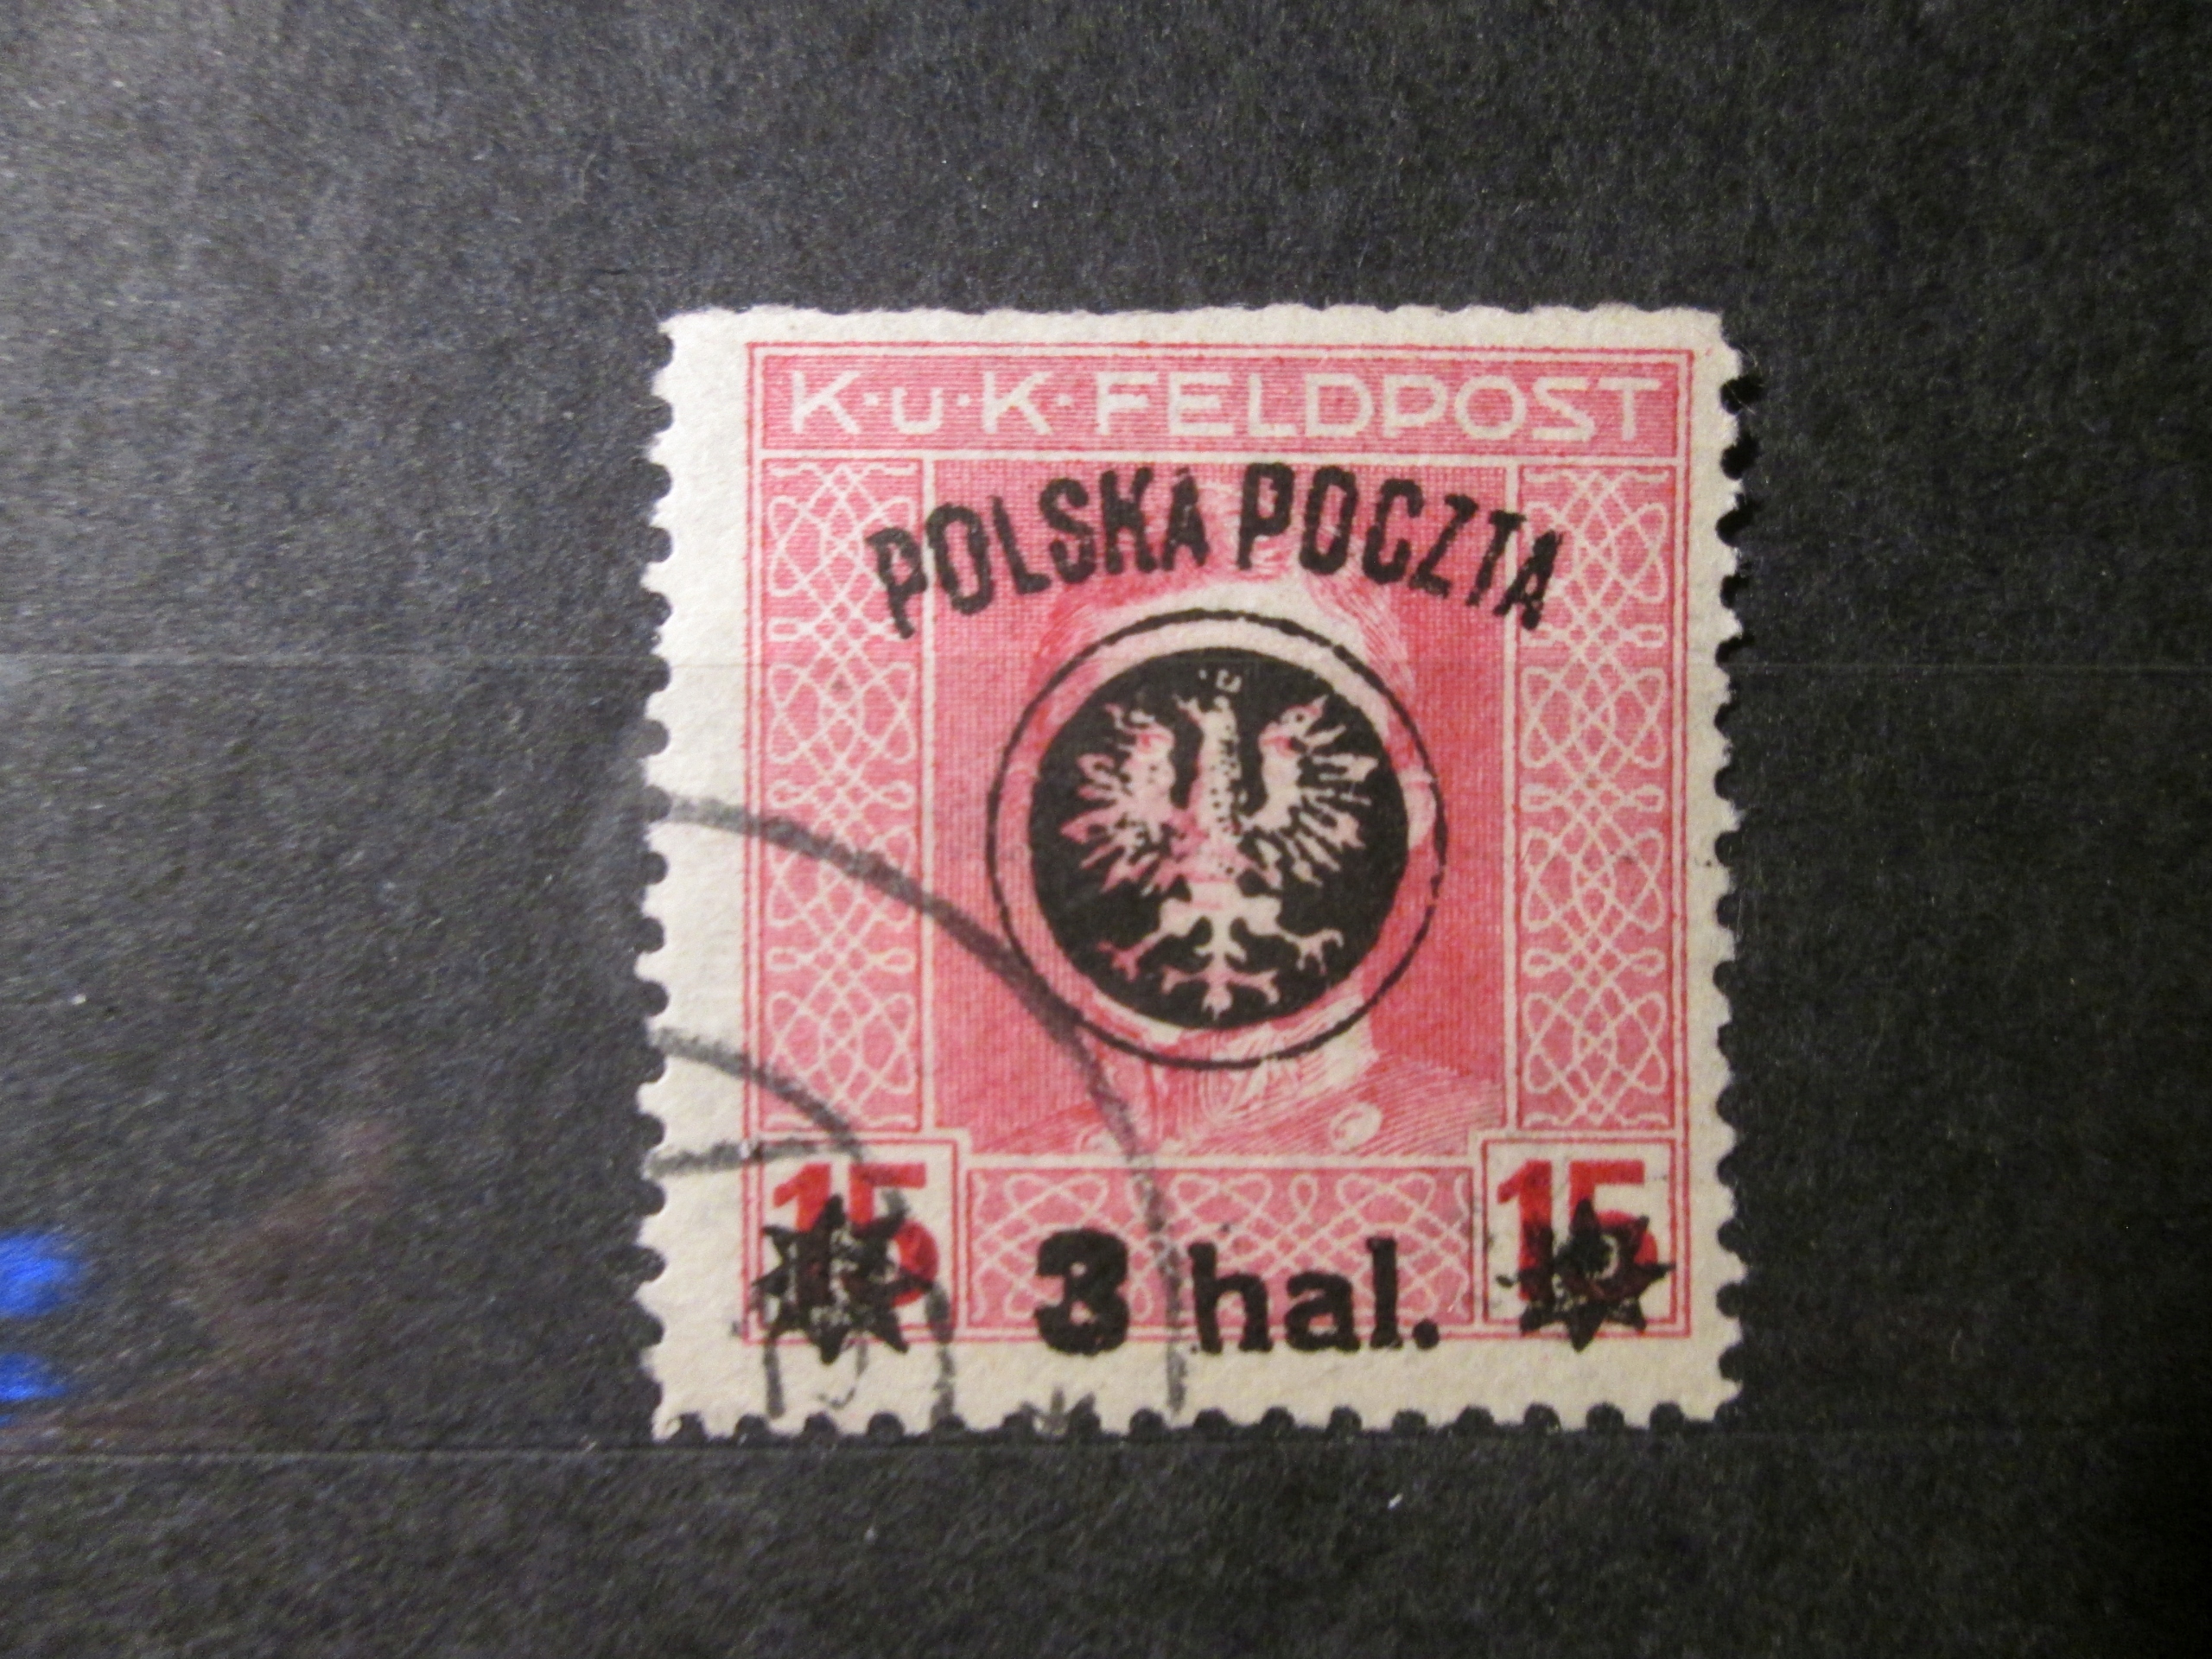 K·u·K·FELDPOST
POLSKA POCZTA
15 15
3 hal.